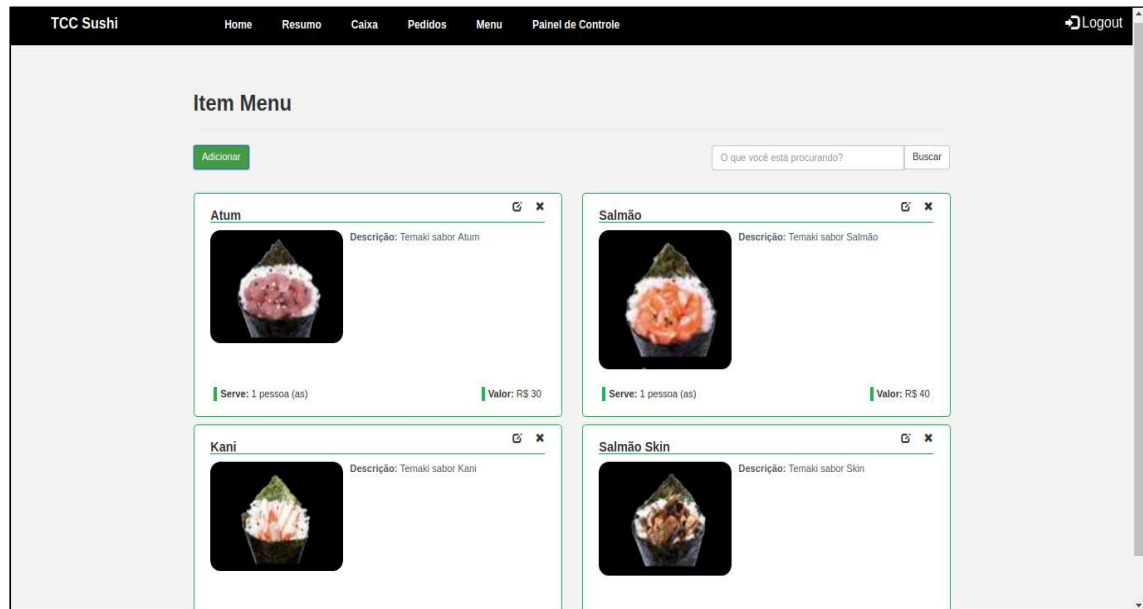 TCC Sushi Home Resumo Caixa Pedidos Menu Painel de Controle Logout
Item Menu
Adicionar
O que você está procurando? Buscar
Atum
Descrição: Temaki sabor Atum
Serve: 1 pessoa (as) Valor: R$ 30
Salmão
Descrição: Temaki sabor Salmão
Serve: 1 pessoa (as) Valor: R$ 40
Kani
Descrição: Temaki sabor Kani
Salmão Skin
Descrição: Temaki sabor Skin